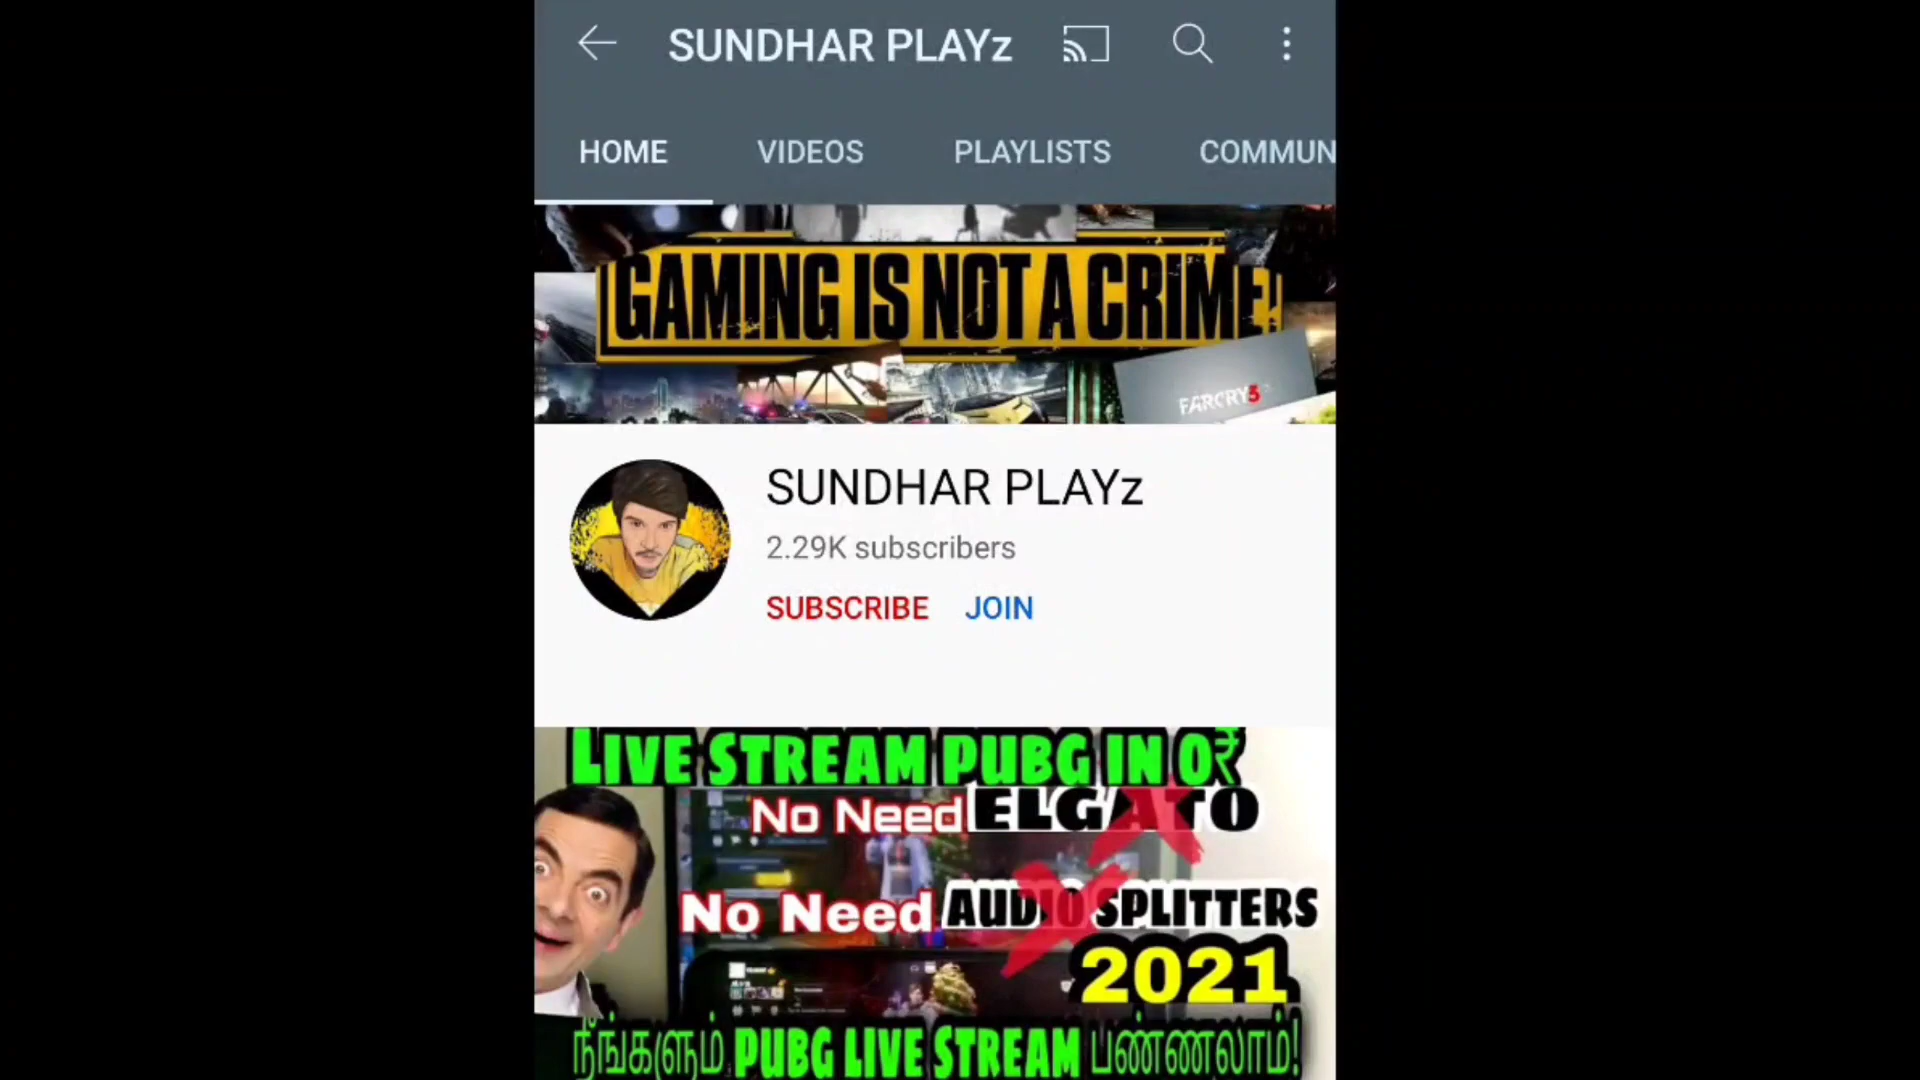 SUNDHAR PLAYz
HOME VIDEOS PLAYLISTS COMMUN
GAMING IS NOT A CRIME!
FARCRY3
SUNDHAR PLAYz
2.29K subscribers
SUBSCRIBE JOIN
LIVE STREAM PUBG IN 0₹
No Need ELGATO
No Need AUDIO SPLITTERS
2021
நீங்களும் PUBG LIVE STREAM பண்ணலாம்!